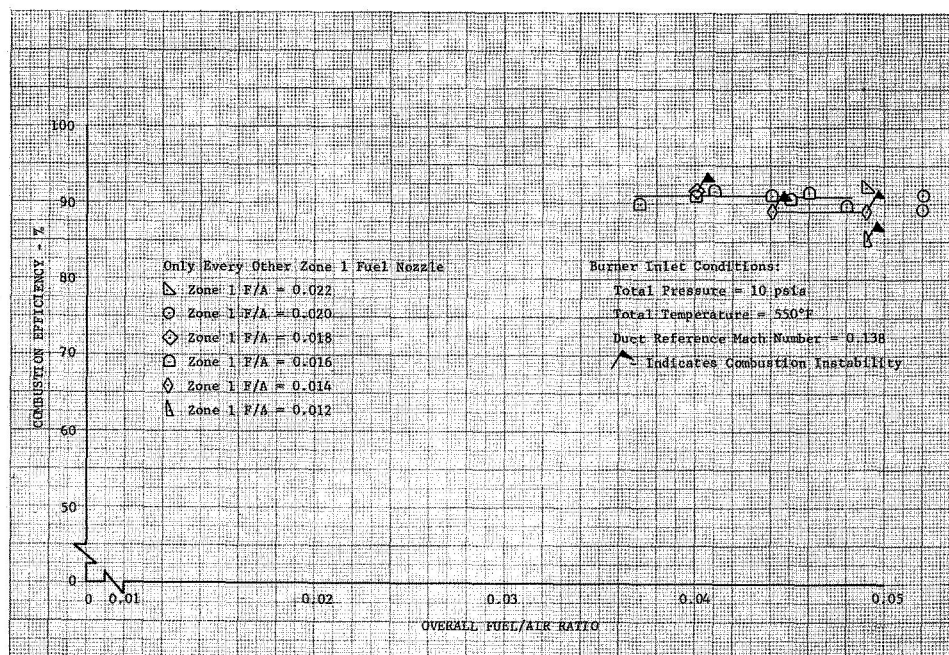 100
90
80
70
60
50
0
COMBUSTION EFFICIENCY - %
Only Every Other Zone 1 Fuel Nozzle
Zone 1 F/A = 0.022
Zone 1 F/A = 0.020
Zone 1 F/A = 0.018
Zone 1 F/A = 0.016
Zone 1 F/A = 0.014
Zone 1 F/A = 0.012
Burner Inlet Conditions:
Total Pressure = 10 psia
Total Temperature = 550°F
Duct Reference Mach Number = 0.138
- Indicates Combustion Instability
0 0.01 0.02 0.03 0.04 0.05
OVERALL FUEL/AIR RATIO